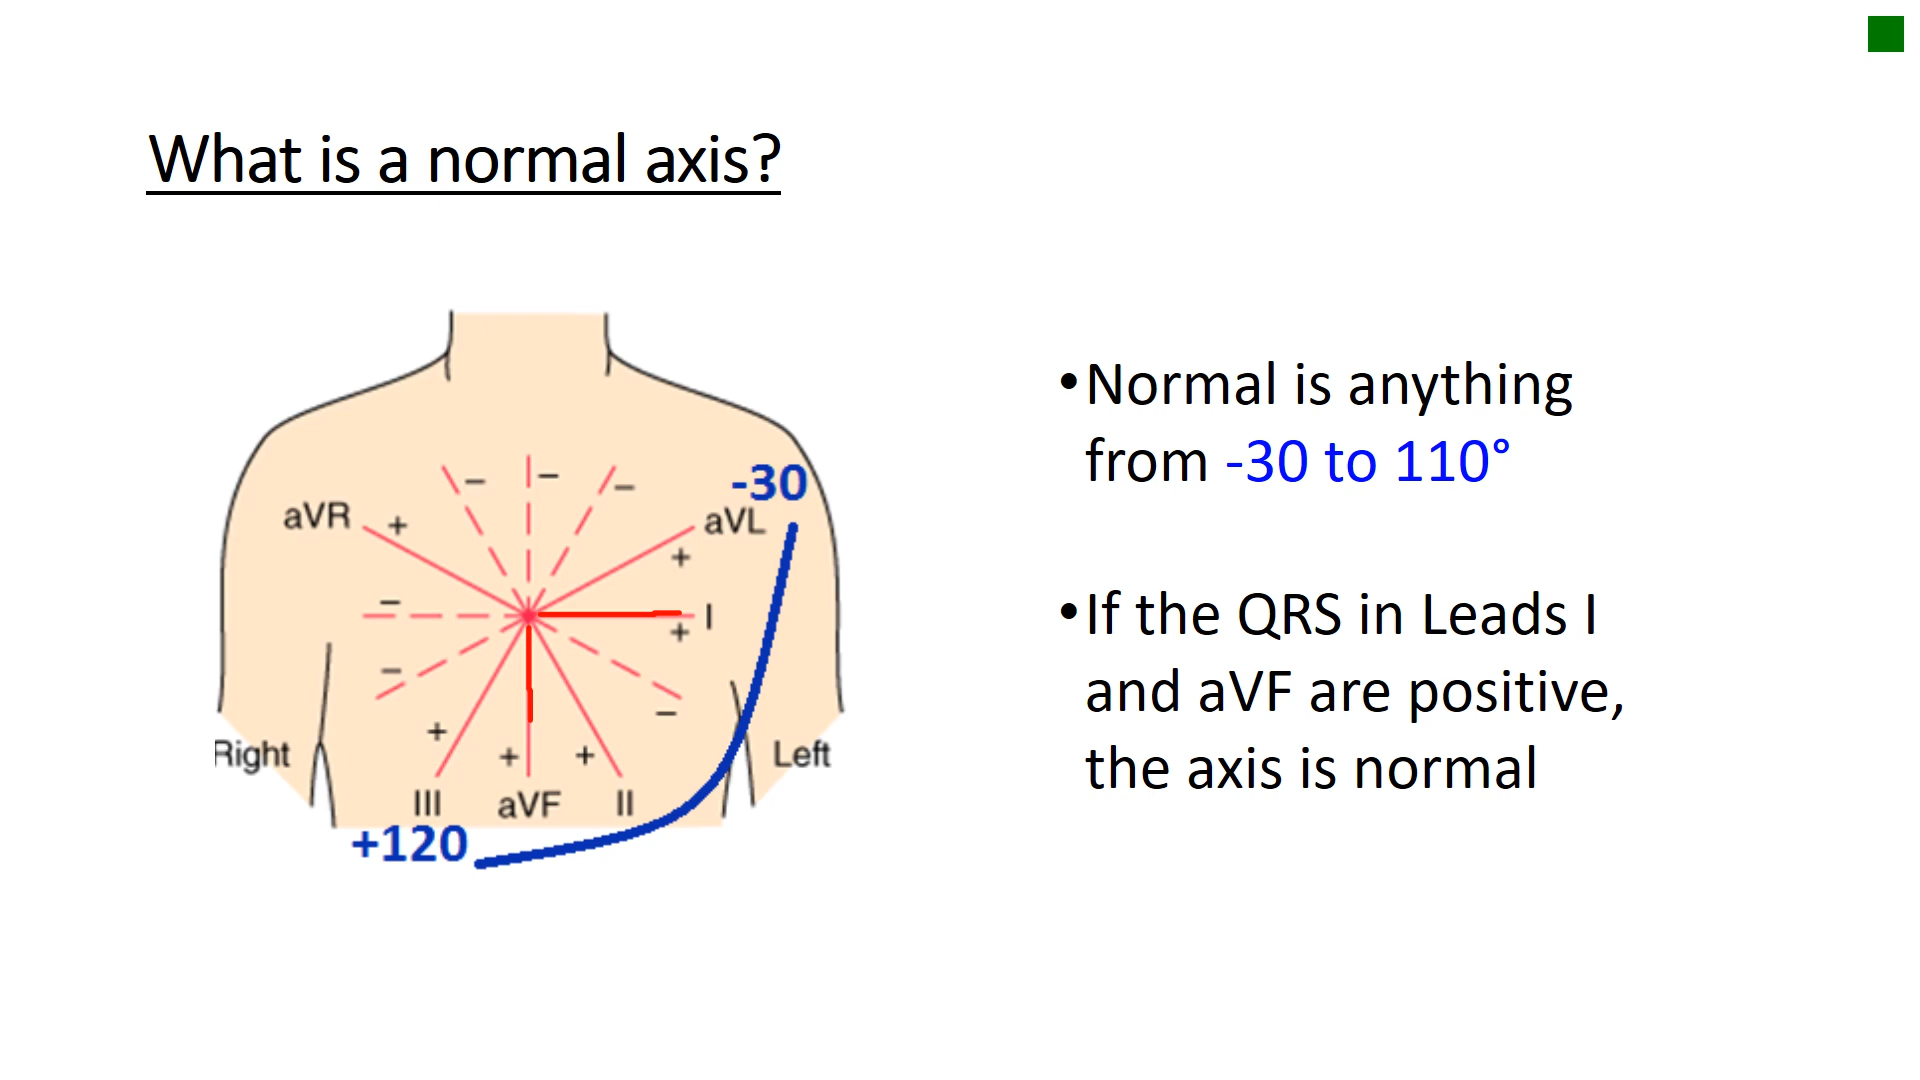 What is a normal axis?
-30
aVR + − − −
aVL
+
− I
+
−
−
+ + +
Right Left
III aVF II
+120
•Normal is anything
from -30 to 110°
•If the QRS in Leads I
and aVF are positive,
the axis is normal